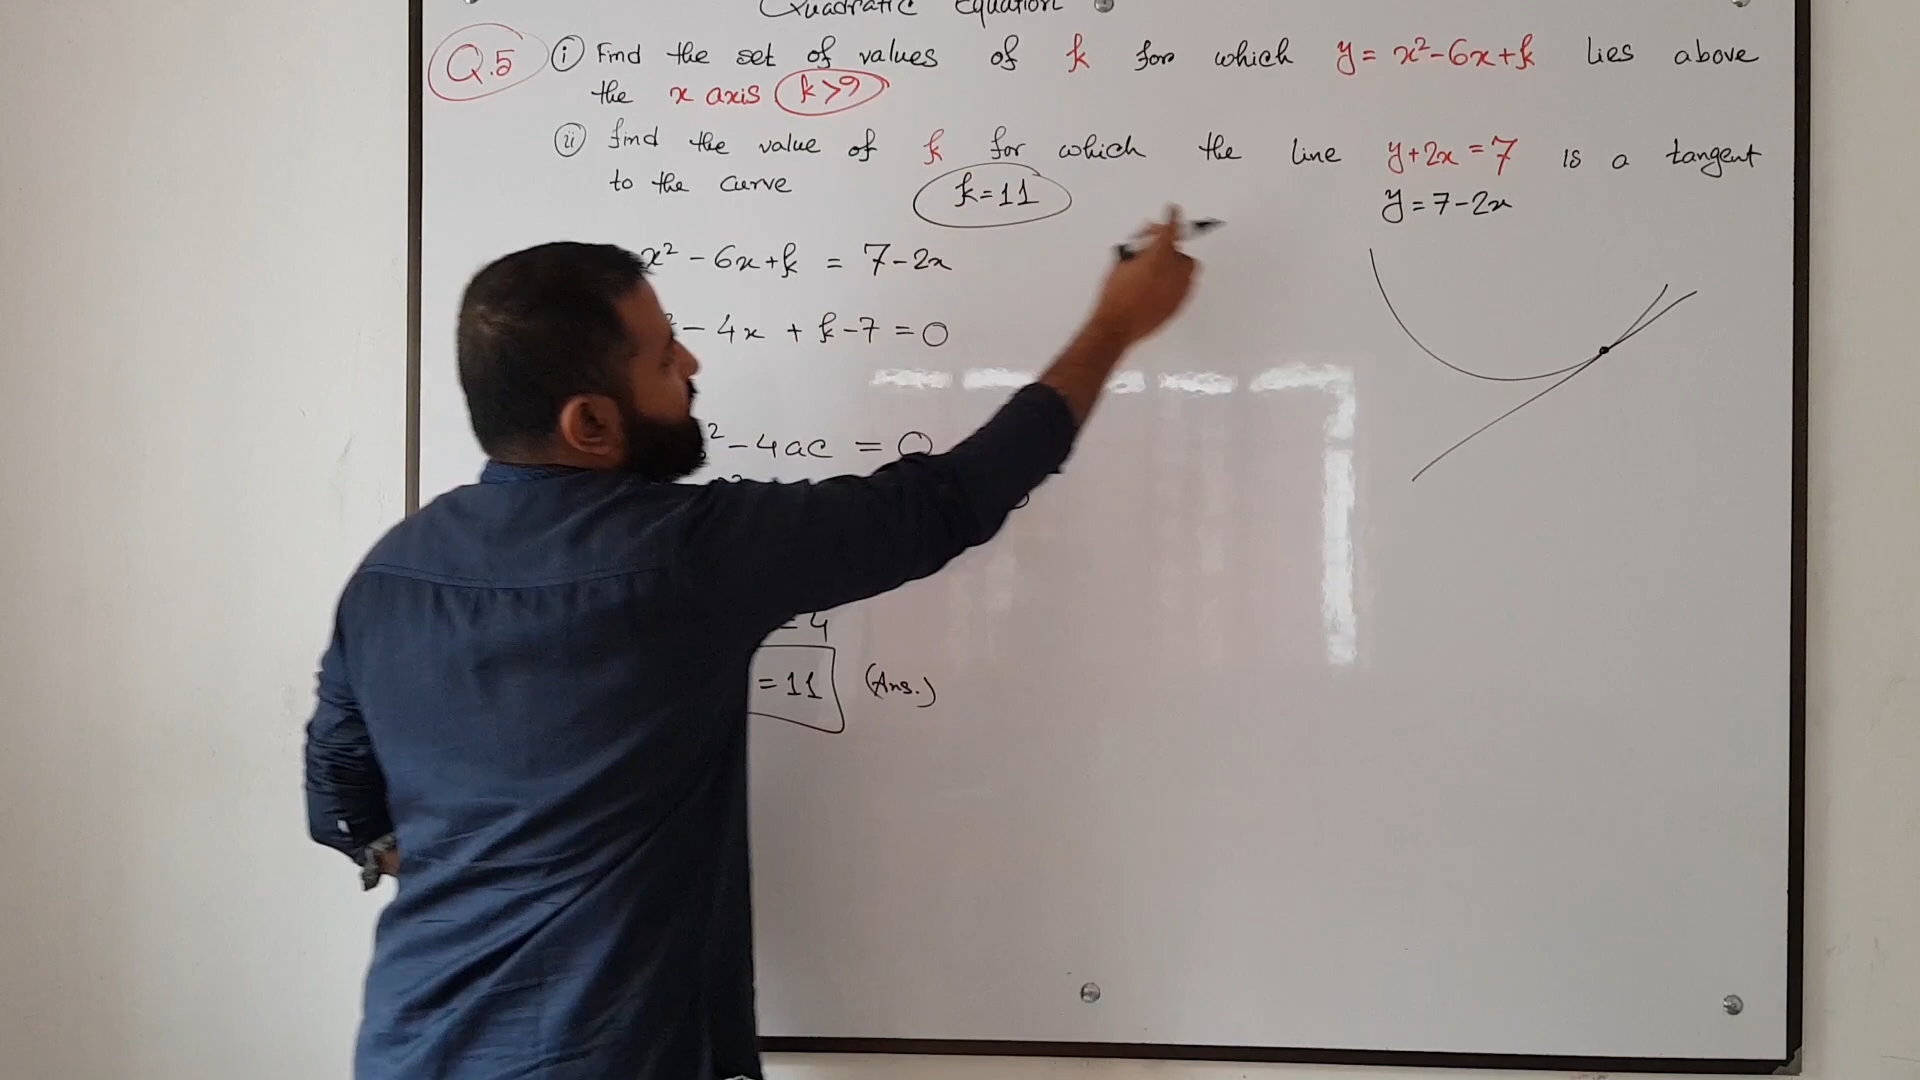 Quadratic Equation
Q.5 (i) Find the set of values of k for which y = x²-6x+k lies above
the x axis k>9
(ii) find the value of k for which the line y+2x=7 is a tangent
to the curve k=11
y=7-2x
x²-6x+k = 7-2x
-4x + k-7 =0
²-4ac = 0
=4
=11 (Ans.)